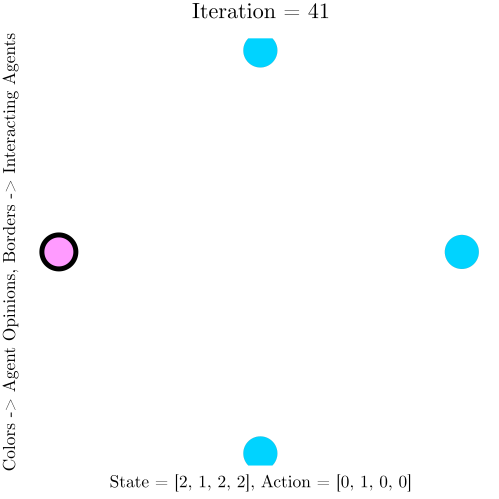 Iteration = 41
Colors -> Agent Opinions, Borders -> Interacting Agents
State = [2, 1, 2, 2], Action = [0, 1, 0, 0]